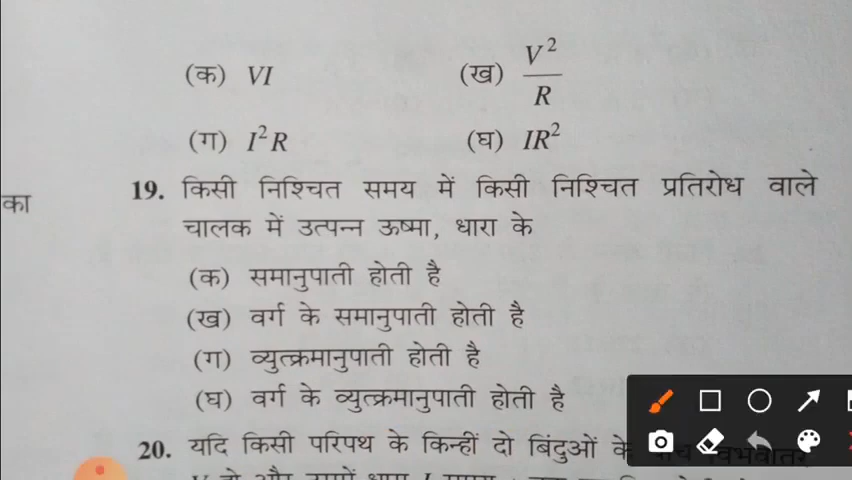 (क) VI (ख) V²/R
(ग) I²R (घ) IR²
का
19. किसी निश्चित समय में किसी निश्चित प्रतिरोध वाले
चालक में उत्पन्न ऊष्मा, धारा के
(क) समानुपाती होती है
(ख) वर्ग के समानुपाती होती है
(ग) व्युत्क्रमानुपाती होती है
(घ) वर्ग के व्युत्क्रमानुपाती होती है
20. यदि किसी परिपथ के किन्हीं दो बिंदुओं के